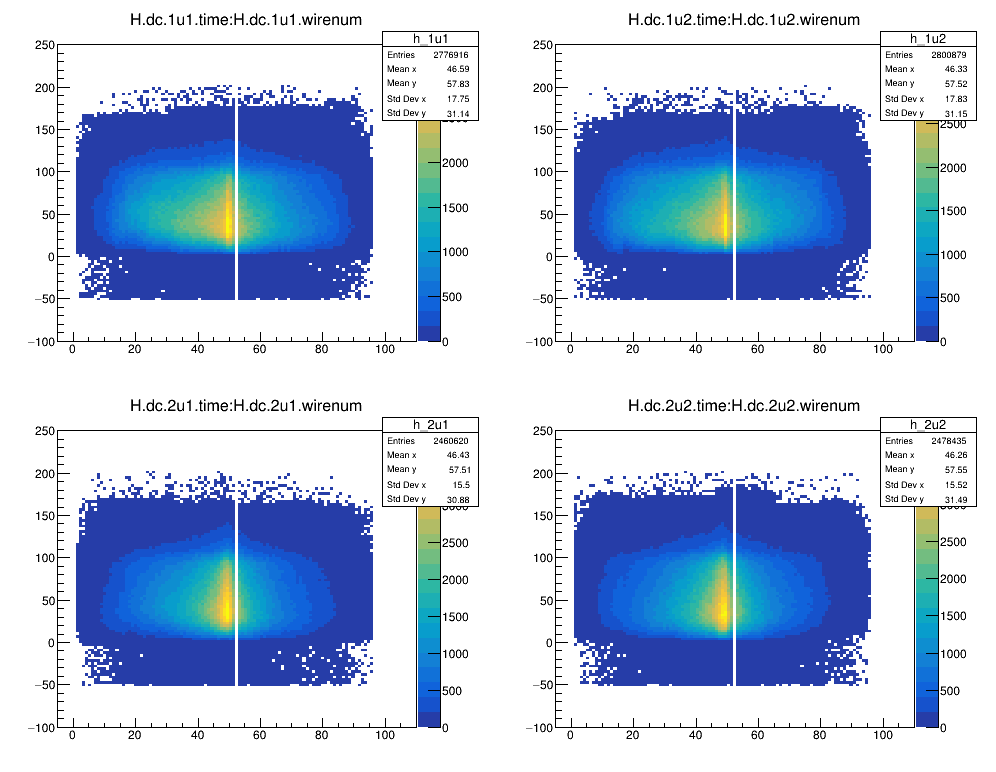 H.dc.1u1.time:H.dc.1u1.wirenum
h_1u1
Entries 2776916
Mean x 46.59
Mean y 57.83
Std Dev x 17.75
Std Dev y 31.14
250
200
150
100
50
0
−50
−100
0 20 40 60 80 100
2000
1500
1000
500
0
H.dc.1u2.time:H.dc.1u2.wirenum
h_1u2
Entries 2800879
Mean x 46.33
Mean y 57.52
Std Dev x 17.83
Std Dev y 31.15
250
200
150
100
50
0
−50
−100
0 20 40 60 80 100
2500
2000
1500
1000
500
0
H.dc.2u1.time:H.dc.2u1.wirenum
h_2u1
Entries 2460620
Mean x 46.43
Mean y 57.51
Std Dev x 15.5
Std Dev y 30.88
250
200
150
100
50
0
−50
−100
0 20 40 60 80 100
2500
2000
1500
1000
500
0
H.dc.2u2.time:H.dc.2u2.wirenum
h_2u2
Entries 2478435
Mean x 46.26
Mean y 57.55
Std Dev x 15.52
Std Dev y 31.49
250
200
150
100
50
0
−50
−100
0 20 40 60 80 100
2500
2000
1500
1000
500
0